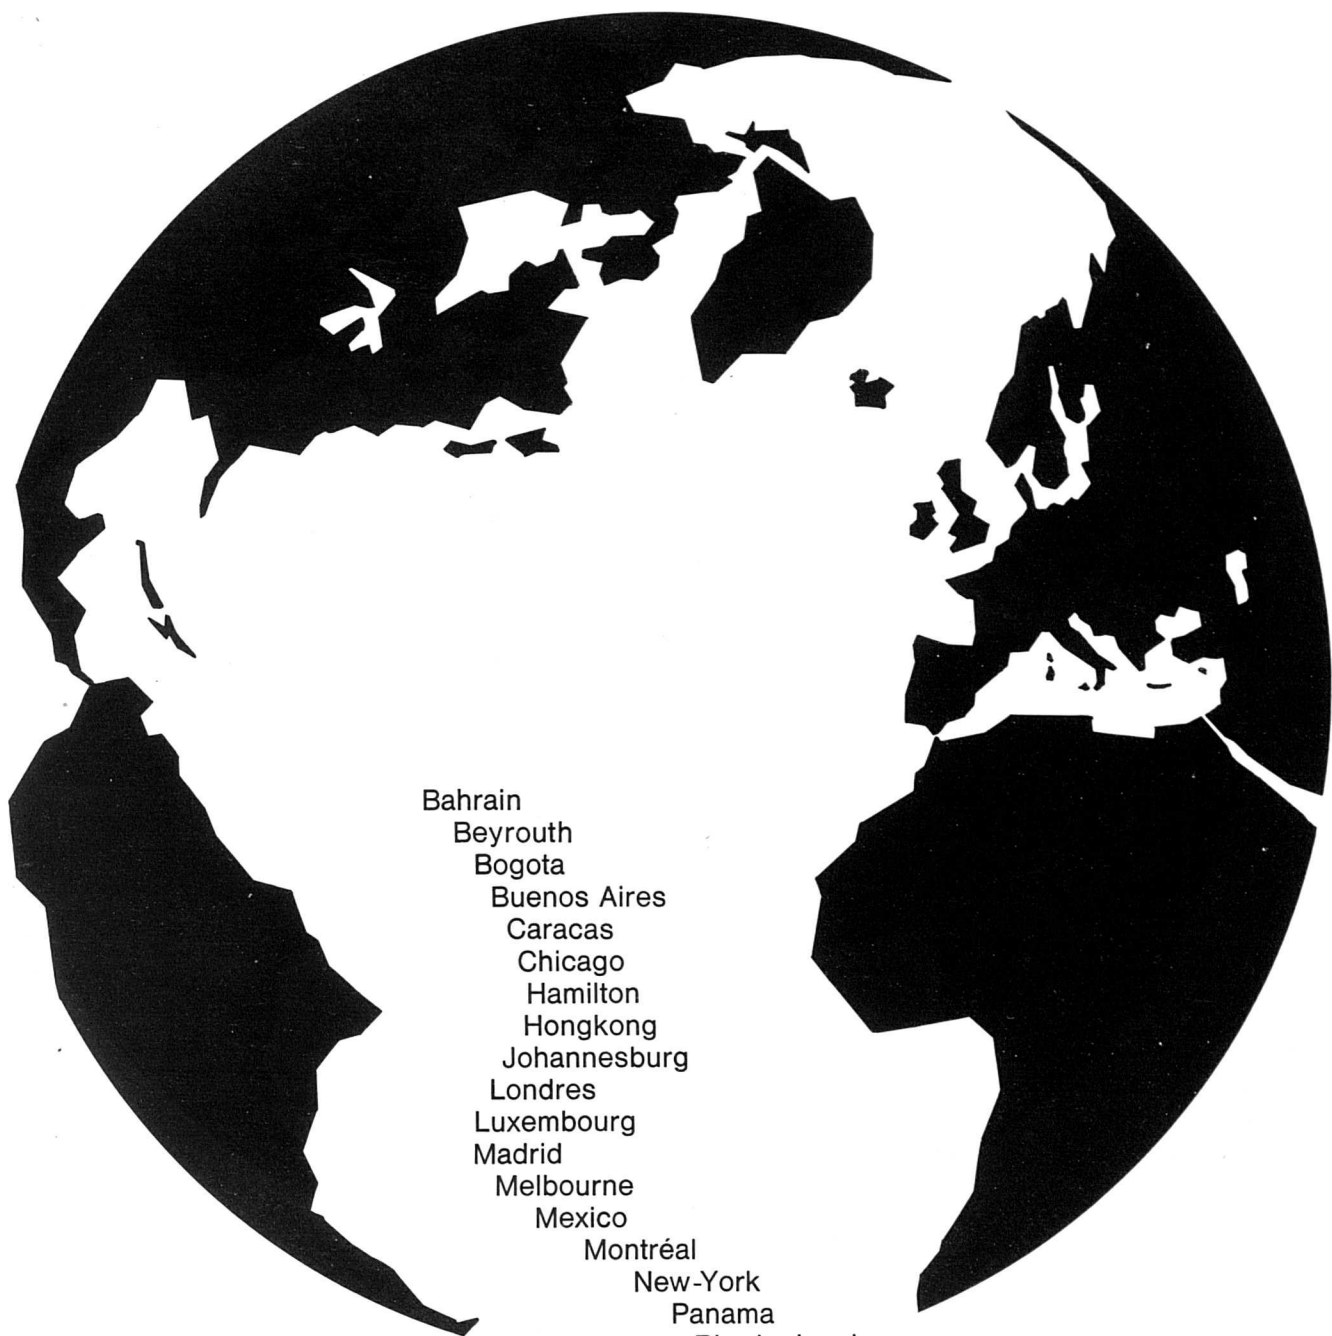 Bahrain
Beyrouth
Bogota
Buenos Aires
Caracas
Chicago
Hamilton
Hongkong
Johannesburg
Londres
Luxembourg
Madrid
Melbourne
Mexico
Montréal
New-York
Panama